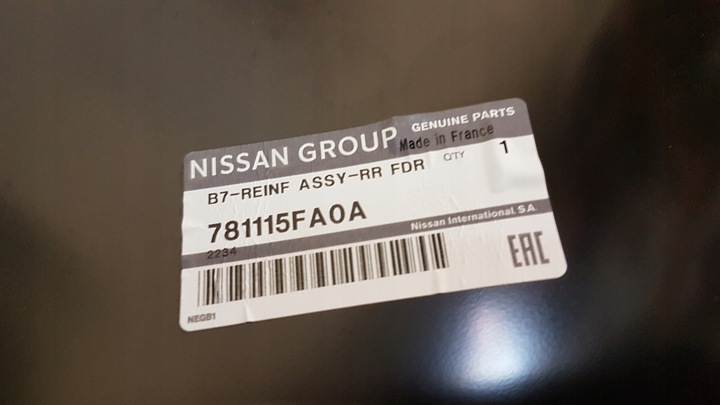 NISSAN GROUP GENUINE PARTS
Made in France
B7-REINF ASSY-RR FDR QTY 1
781115FA0A
Nissan International. S.A.
2234
EAC
NEGB1